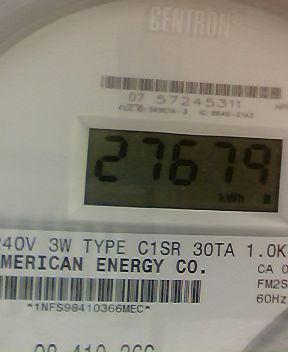 CENTRON®
07 57245311
27679
kWh
240V 3W TYPE C1SR 30TA 1.0K
AMERICAN ENERGY CO. CA 0
FM2S
60Hz
*1NFS98410366MEC*